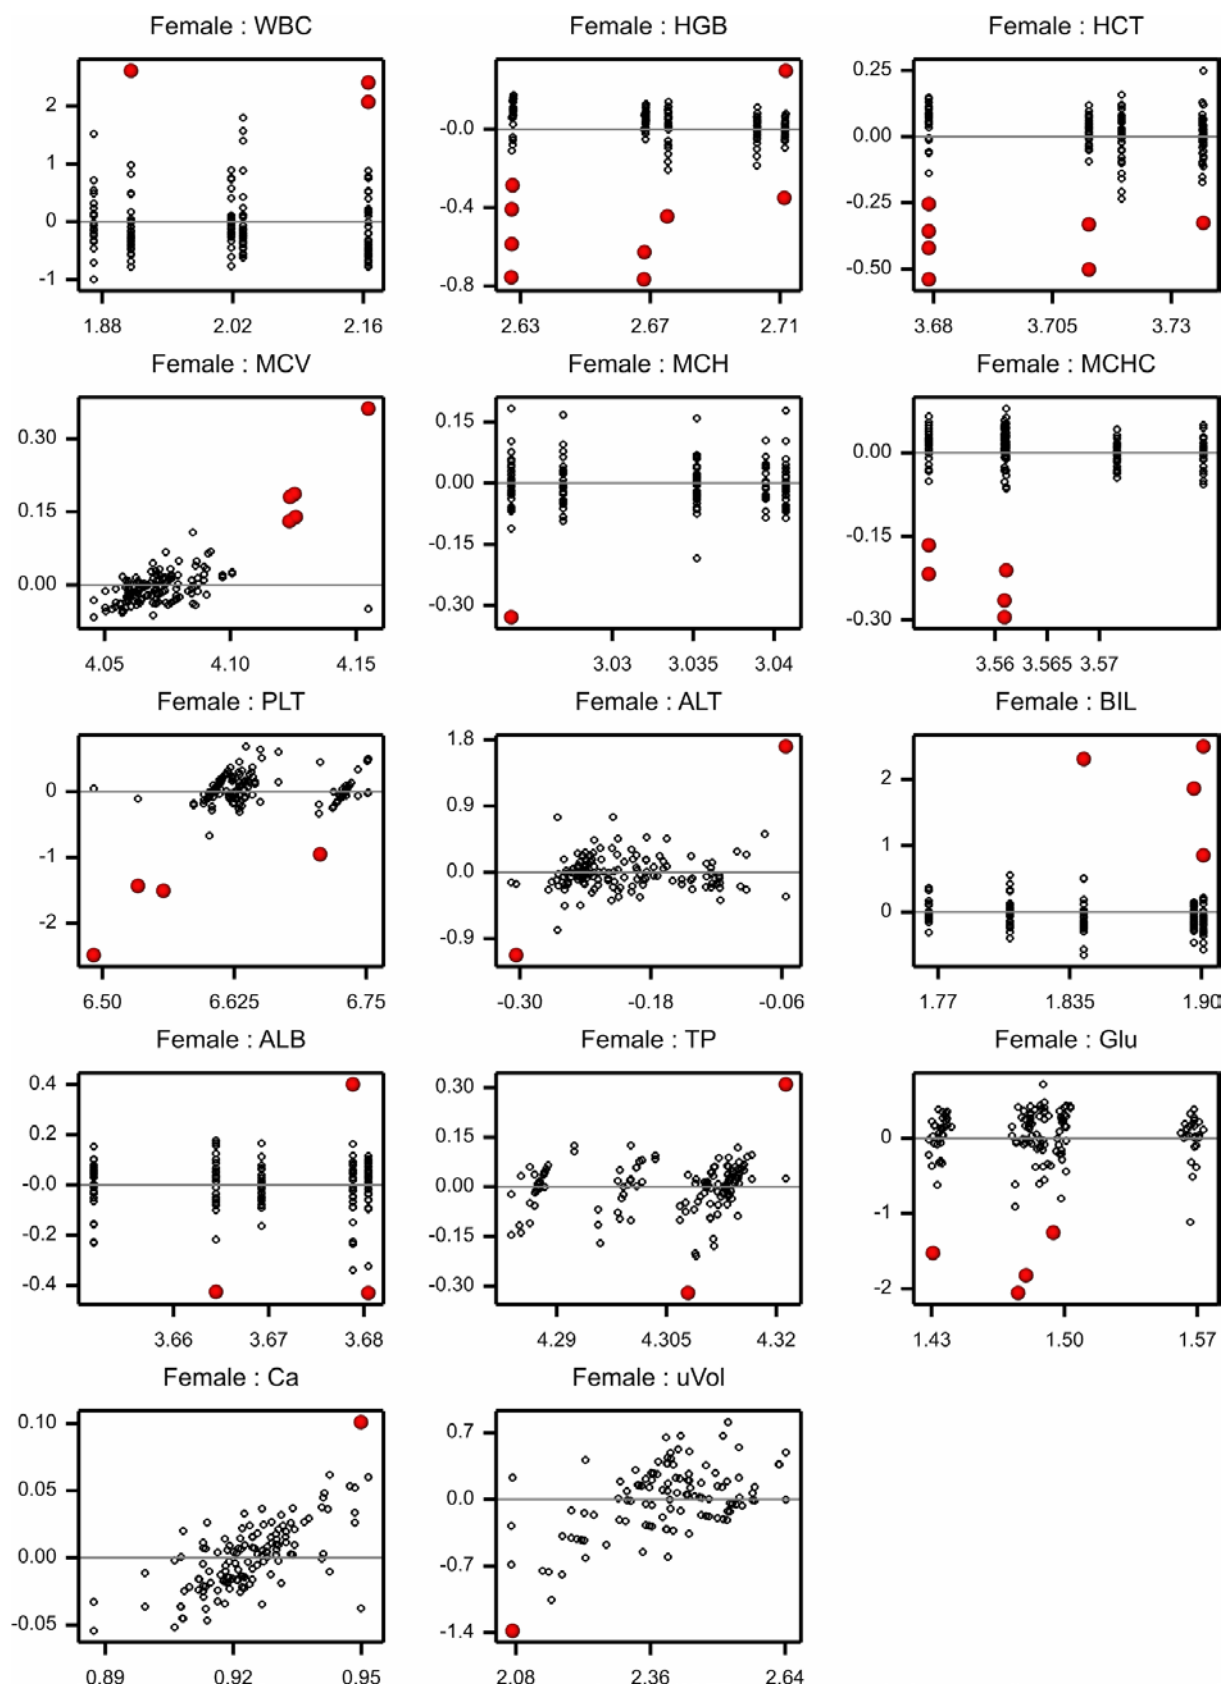 Female : WBC
Female : HGB
Female : HCT
2
1
0
-1
-0.0
-0.4
-0.8
0.25
0.00
-0.25
-0.50
1.88 2.02 2.16
2.63 2.67 2.71
3.68 3.705 3.73
Female : MCV
Female : MCH
Female : MCHC
0.30
0.15
0.00
0.15
0.00
-0.15
-0.30
0.00
-0.15
-0.30
4.05 4.10 4.15
3.03 3.035 3.04
3.56 3.565 3.57
Female : PLT
Female : ALT
Female : BIL
0
-1
-2
1.8
0.9
0.0
-0.9
2
1
0
6.50 6.625 6.75
-0.30 -0.18 -0.06
1.77 1.835 1.90
Female : ALB
Female : TP
Female : Glu
0.4
0.2
-0.0
-0.2
-0.4
0.30
0.15
0.00
-0.15
-0.30
0
-1
-2
3.66 3.67 3.68
4.29 4.305 4.32
1.43 1.50 1.57
Female : Ca
Female : uVol
0.10
0.05
0.00
-0.05
0.7
0.0
-0.7
-1.4
0.89 0.92 0.95
2.08 2.36 2.64